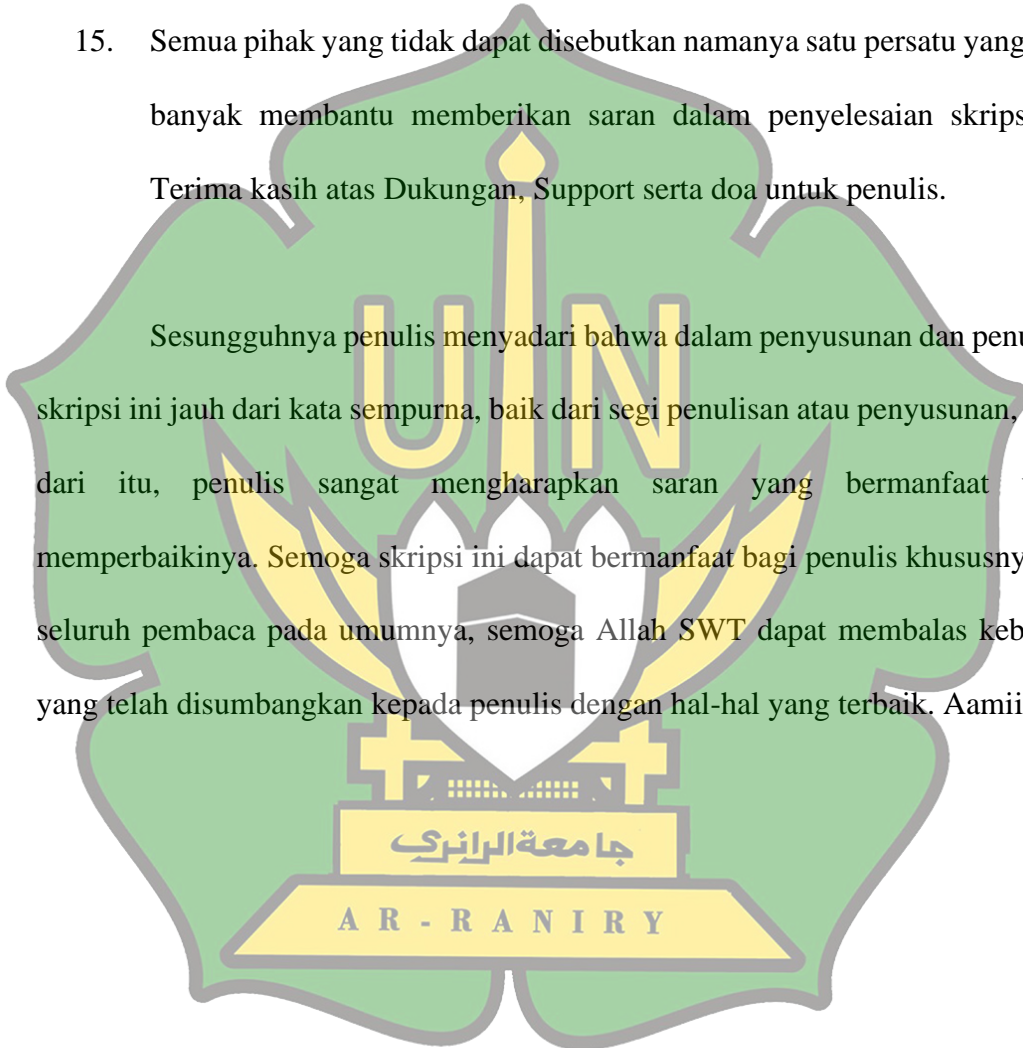 15. Semua pihak yang tidak dapat disebutkan namanya satu persatu yang
banyak membantu memberikan saran dalam penyelesaian skrips
Terima kasih atas Dukungan, Support serta doa untuk penulis.
Sesungguhnya penulis menyadari bahwa dalam penyusunan dan penu
skripsi ini jauh dari kata sempurna, baik dari segi penulisan atau penyusunan,
dari itu, penulis sangat mengharapkan saran yang bermanfaat
memperbaikinya. Semoga skripsi ini dapat bermanfaat bagi penulis khususny
seluruh pembaca pada umumnya, semoga Allah SWT dapat membalas keb
yang telah disumbangkan kepada penulis dengan hal-hal yang terbaik. Aamii
UIN
جامعة الرانري
AR-RANIRY